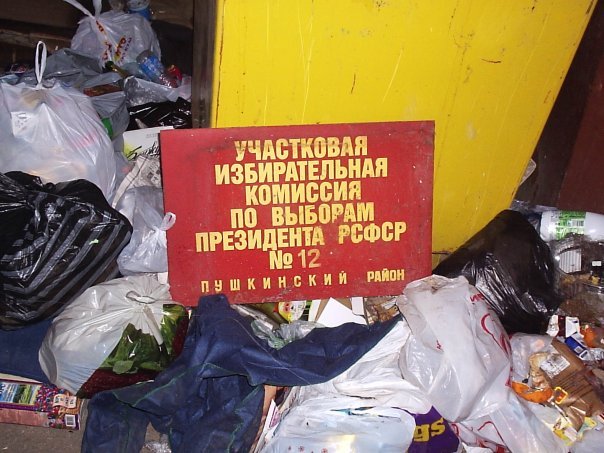 УЧАСТКОВАЯ
ИЗБИРАТЕЛЬНАЯ
КОМИССИЯ
ПО ВЫБОРАМ
ПРЕЗИДЕНТА РСФСР
№ 12
ПУШКИНСКИЙ РАЙОН